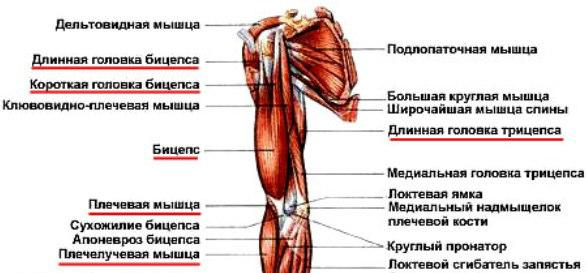 Дельтовидная мышца
Длинная головка бицепса
Короткая головка бицепса
Клювовидно-плечевая мышца
Бицепс
Плечевая мышца
Сухожилие бицепса
Апоневроз бицепса
Плечелучевая мышца
Подлопаточная мышца
Большая круглая мышца
Широчайшая мышца спины
Длинная головка трицепса
Медиальная головка трицепса
Локтевая ямка
Медиальный надмыщелок
плечевой кости
Круглый пронатор
Локтевой сгибатель запястья